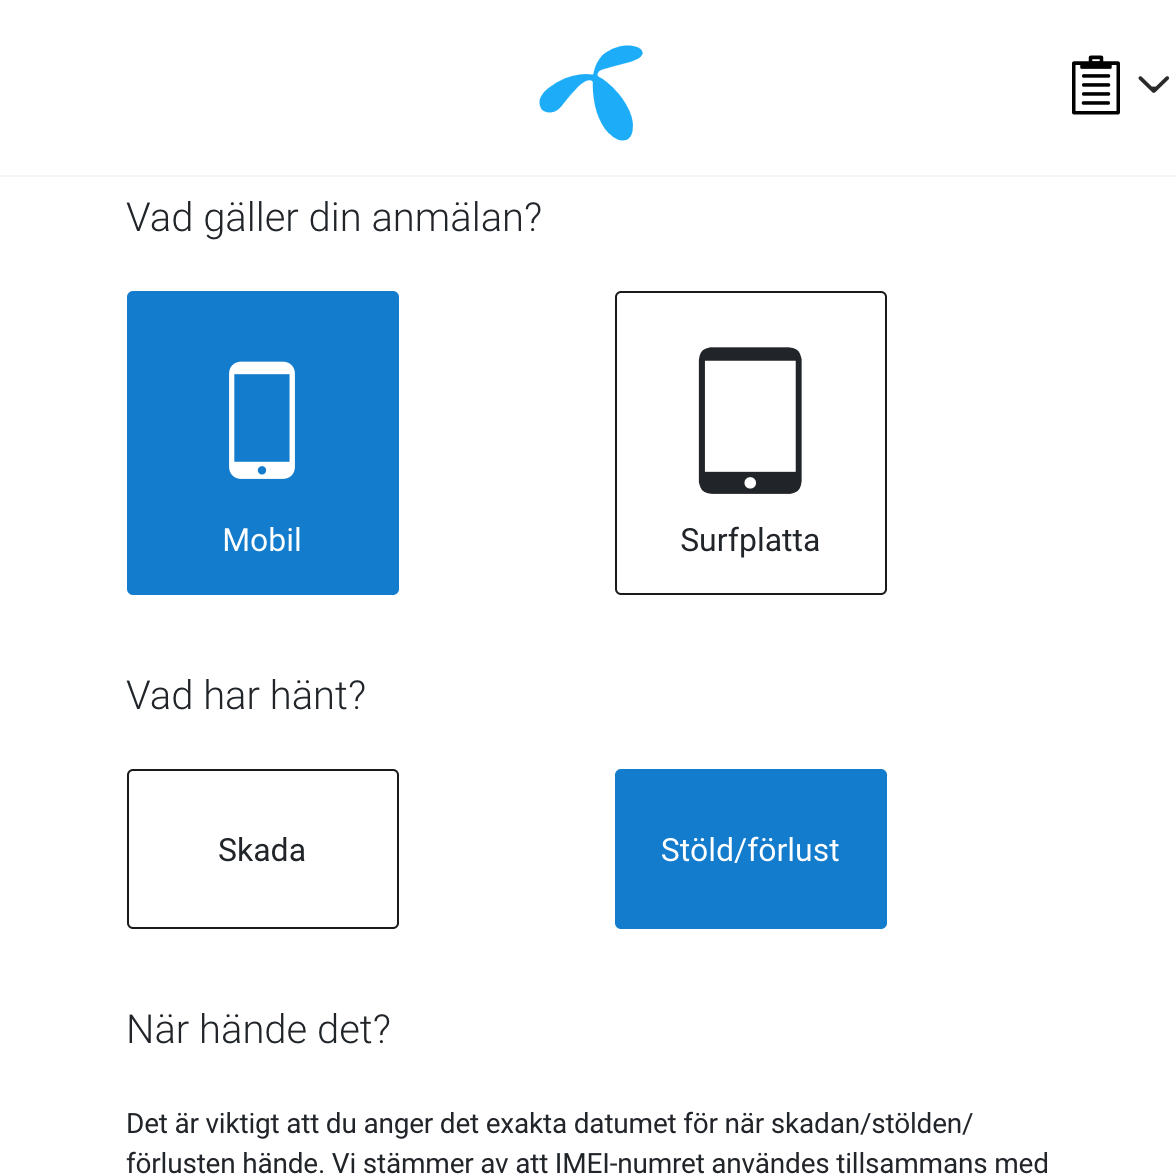 Vad gäller din anmälan?
Mobil
Surfplatta
Vad har hänt?
Skada
Stöld/förlust
När hände det?
Det är viktigt att du anger det exakta datumet för när skadan/stölden/
förlusten hände. Vi stämmer av att IMEI-numret användes tillsammans med